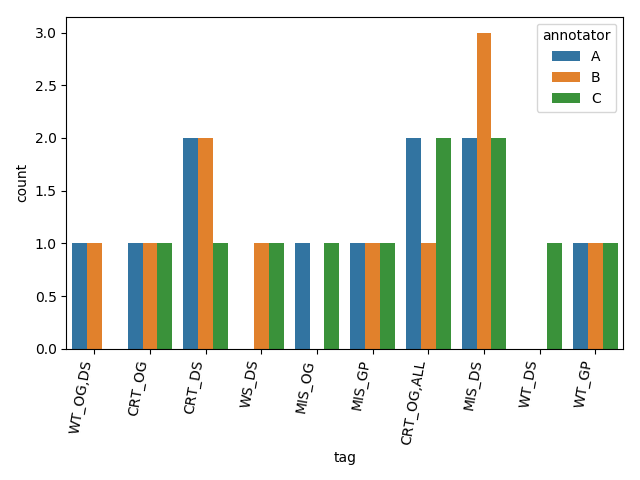 annotator
A
B
C
3.0
2.5
2.0
1.5
1.0
0.5
0.0
count
WT_OG,DS
CRT_OG
CRT_DS
WS_DS
MIS_OG
MIS_GP
CRT_OG,ALL
MIS_DS
WT_DS
WT_GP
tag